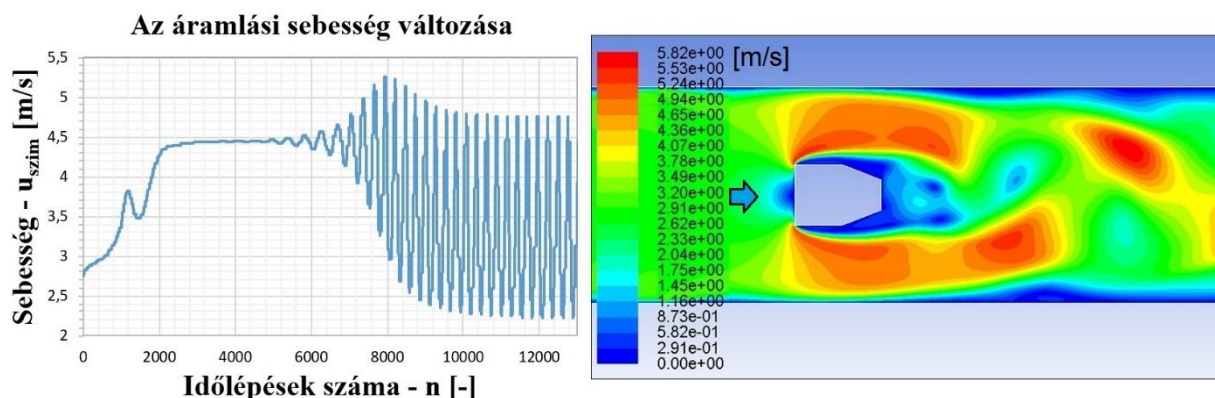 Az áramlási sebesség változása
Sebesség - u_szim [m/s]
5,5
5
4,5
4
3,5
3
2,5
2
0 2000 4000 6000 8000 10000 12000
Időlépések száma - n [-]
[m/s]
5.82e+00
5.53e+00
5.24e+00
4.94e+00
4.65e+00
4.36e+00
4.07e+00
3.78e+00
3.49e+00
3.20e+00
2.91e+00
2.62e+00
2.33e+00
2.04e+00
1.75e+00
1.45e+00
1.16e+00
8.73e-01
5.82e-01
2.91e-01
0.00e+00